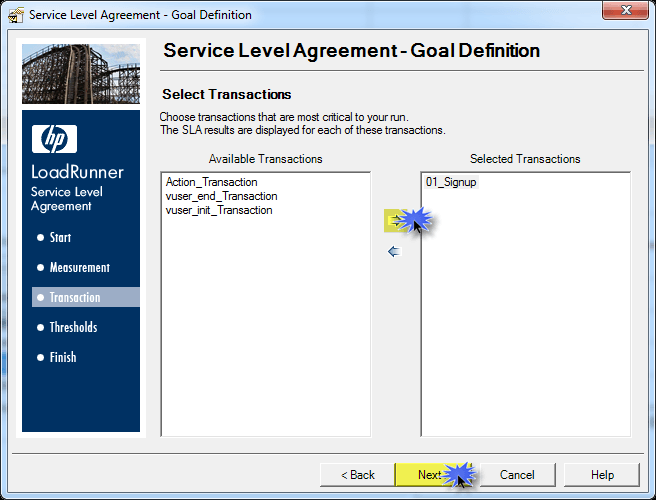 Service Level Agreement - Goal Definition
Service Level Agreement - Goal Definition
Select Transactions
Choose transactions that are most critical to your run.
The SLA results are displayed for each of these transactions.
Available Transactions
Selected Transactions
Action_Transaction
vuser_end_Transaction
vuser_init_Transaction
01_Signup
hp
LoadRunner
Service Level
Agreement
Start
Measurement
Transaction
Thresholds
Finish
< Back
Next
Cancel
Help